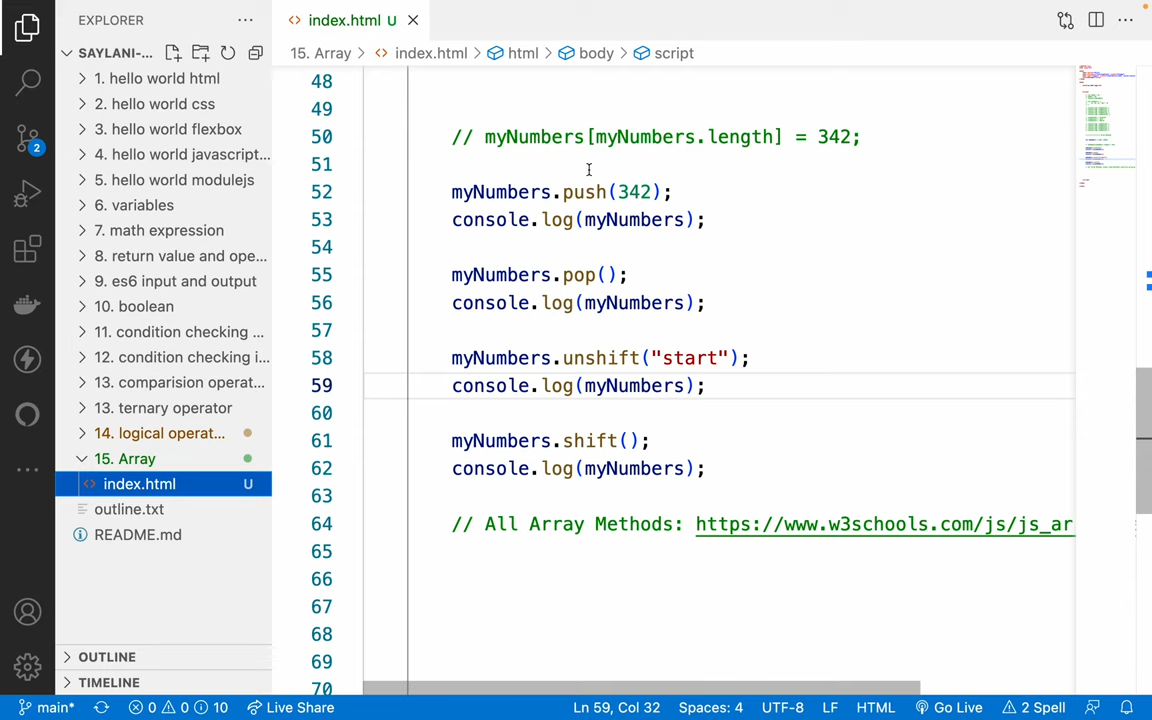 EXPLORER
index.html U
SAYLANI-...
15. Array > index.html > html > body > script
1. hello world html
2. hello world css
3. hello world flexbox
4. hello world javascript...
5. hello world modulejs
6. variables
7. math expression
8. return value and ope...
9. es6 input and output
10. boolean
11. condition checking ...
12. condition checking i...
13. comparision operat...
13. ternary operator
14. logical operat...
15. Array
index.html U
outline.txt
README.md
OUTLINE
TIMELINE
2
48
49
50 // myNumbers[myNumbers.length] = 342;
51
52 myNumbers.push(342);
53 console.log(myNumbers);
54
55 myNumbers.pop();
56 console.log(myNumbers);
57
58 myNumbers.unshift("start");
59 console.log(myNumbers);
60
61 myNumbers.shift();
62 console.log(myNumbers);
63
64 // All Array Methods: https://www.w3schools.com/js/js_ar
65
66
67
68
69
70
main* 0 0 10 Live Share Ln 59, Col 32 Spaces: 4 UTF-8 LF HTML Go Live 2 Spell